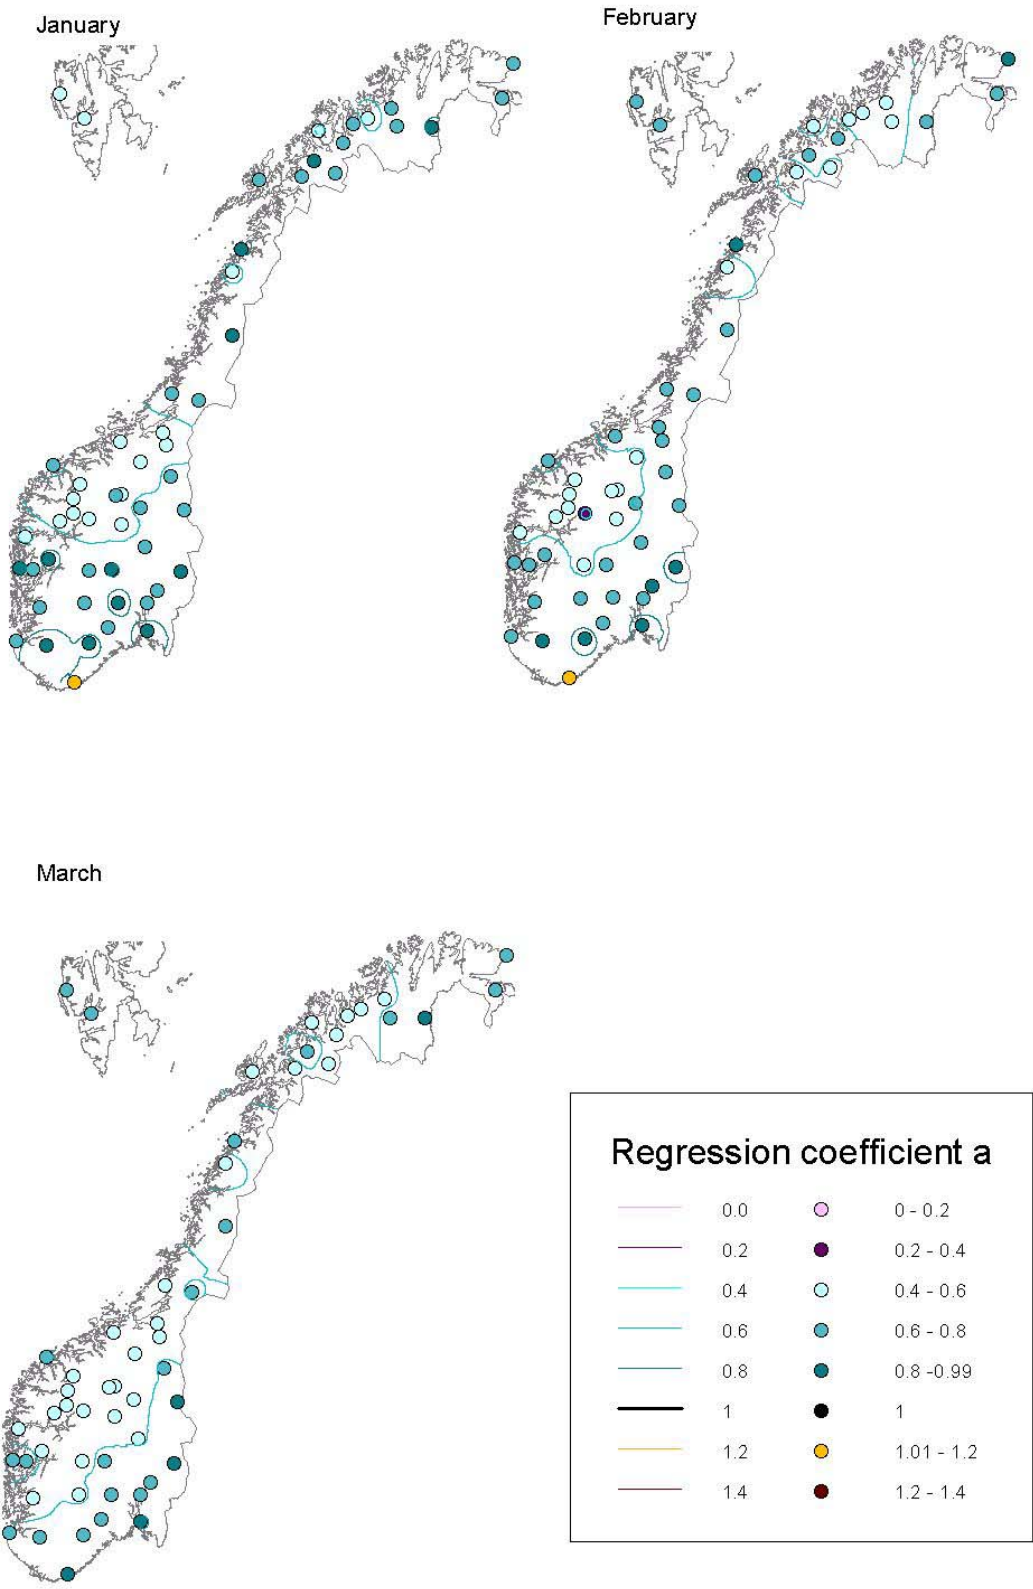 January
February
March
Regression coefficient a
0.0 0 - 0.2
0.2 0.2 - 0.4
0.4 0.4 - 0.6
0.6 0.6 - 0.8
0.8 0.8 -0.99
1 1
1.2 1.01 - 1.2
1.4 1.2 - 1.4